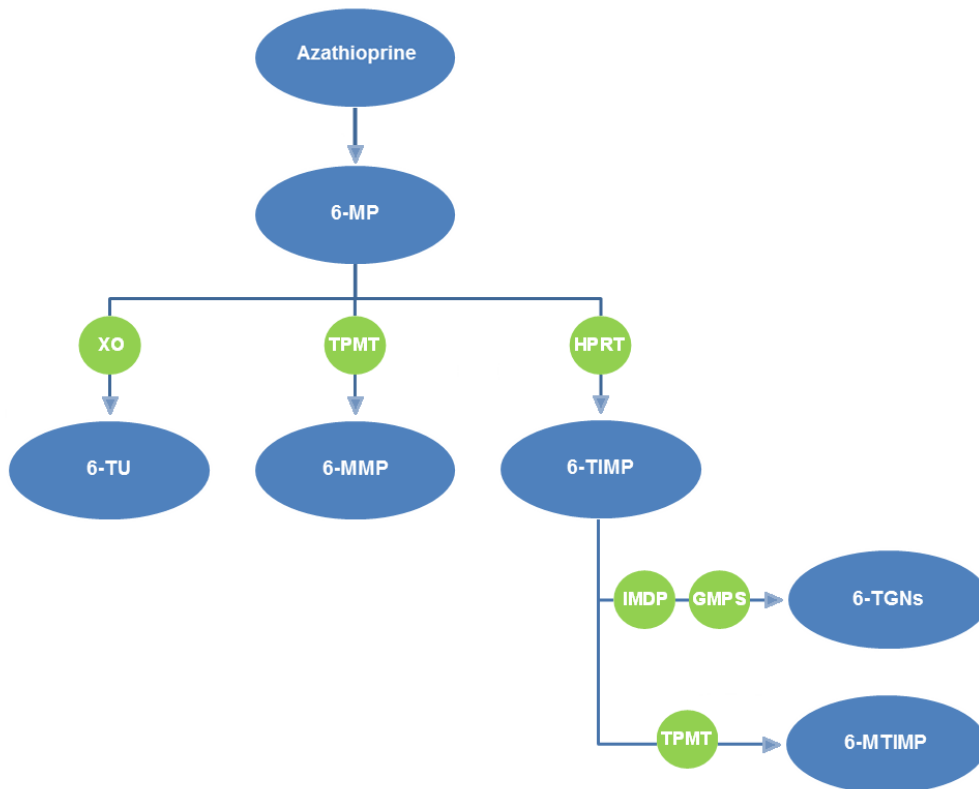 Azathioprine
6-MP
XO
TPMT
HPRT
6-TU
6-MMP
6-TIMP
IMDP
GMPS
6-TGNs
TPMT
6-MTIMP